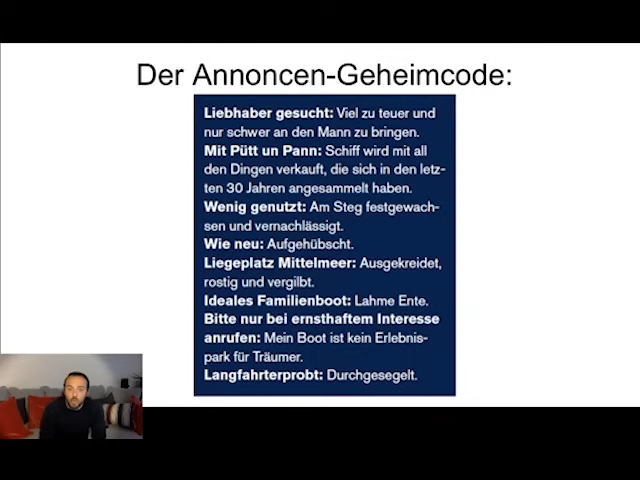 Der Annoncen-Geheimcode:
Liebhaber gesucht: Viel zu teuer und
nur schwer an den Mann zu bringen.
Mit Pütt un Pann: Schiff wird mit all
den Dingen verkauft, die sich in den letz-
ten 30 Jahren angesammelt haben.
Wenig genutzt: Am Steg festgewach-
sen und vernachlässigt.
Wie neu: Aufgehübscht.
Liegeplatz Mittelmeer: Ausgekreidet,
rostig und vergilbt.
Ideales Familienboot: Lahme Ente.
Bitte nur bei ernsthaftem Interesse
anrufen: Mein Boot ist kein Erlebnis-
park für Träumer.
Langfahrterprobt: Durchgesegelt.